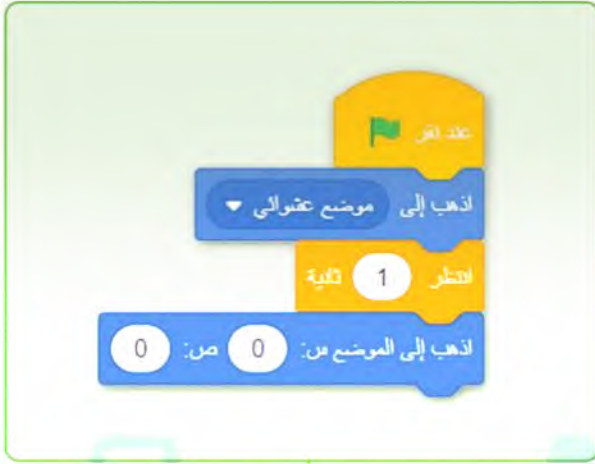 عند نقر
اذهب إلى موضع عشوائي
انتظر 1 ثانية
اذهب إلى الموضع س: 0 ص: 0